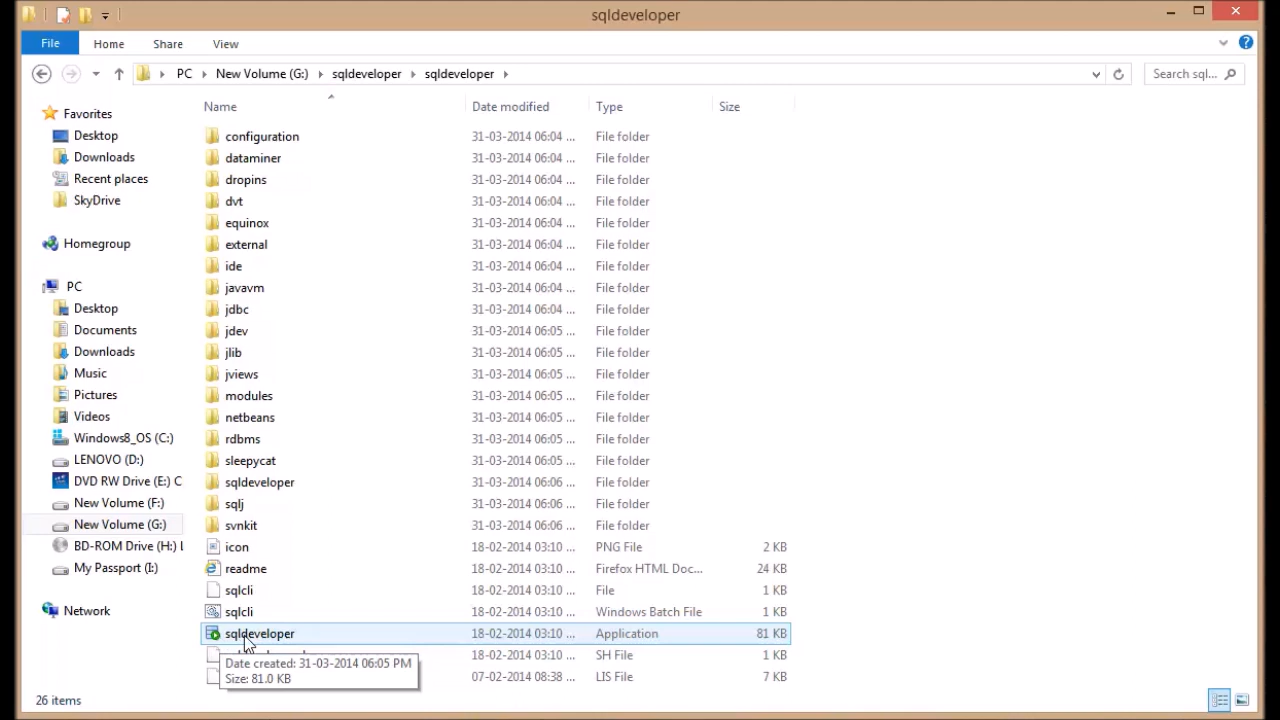 sqldeveloper
File Home Share View
PC New Volume (G:) sqldeveloper sqldeveloper Search sql...
Name Date modified Type Size
Favorites
Desktop
Downloads
Recent places
SkyDrive
Homegroup
PC
Desktop
Documents
Downloads
Music
Pictures
Videos
Windows8_OS (C:)
LENOVO (D:)
DVD RW Drive (E:) C
New Volume (F:)
New Volume (G:)
BD-ROM Drive (H:) L
My Passport (I:)
Network
configuration 31-03-2014 06:04 ... File folder
dataminer 31-03-2014 06:04 ... File folder
dropins 31-03-2014 06:04 ... File folder
dvt 31-03-2014 06:04 ... File folder
equinox 31-03-2014 06:04 ... File folder
external 31-03-2014 06:04 ... File folder
ide 31-03-2014 06:04 ... File folder
javavm 31-03-2014 06:04 ... File folder
jdbc 31-03-2014 06:04 ... File folder
jdev 31-03-2014 06:05 ... File folder
jlib 31-03-2014 06:05 ... File folder
jviews 31-03-2014 06:05 ... File folder
modules 31-03-2014 06:05 ... File folder
netbeans 31-03-2014 06:05 ... File folder
rdbms 31-03-2014 06:05 ... File folder
sleepycat 31-03-2014 06:05 ... File folder
sqldeveloper 31-03-2014 06:06 ... File folder
sqlj 31-03-2014 06:06 ... File folder
svnkit 31-03-2014 06:06 ... File folder
icon 18-02-2014 03:10 ... PNG File 2 KB
readme 18-02-2014 03:10 ... Firefox HTML Doc... 24 KB
sqlcli 18-02-2014 03:10 ... File 1 KB
sqlcli 18-02-2014 03:10 ... Windows Batch File 1 KB
sqldeveloper 18-02-2014 03:10 ... Application 81 KB
18-02-2014 03:10 ... SH File 1 KB
07-02-2014 08:38 ... LIS File 7 KB
Date created: 31-03-2014 06:05 PM
Size: 81.0 KB
26 items